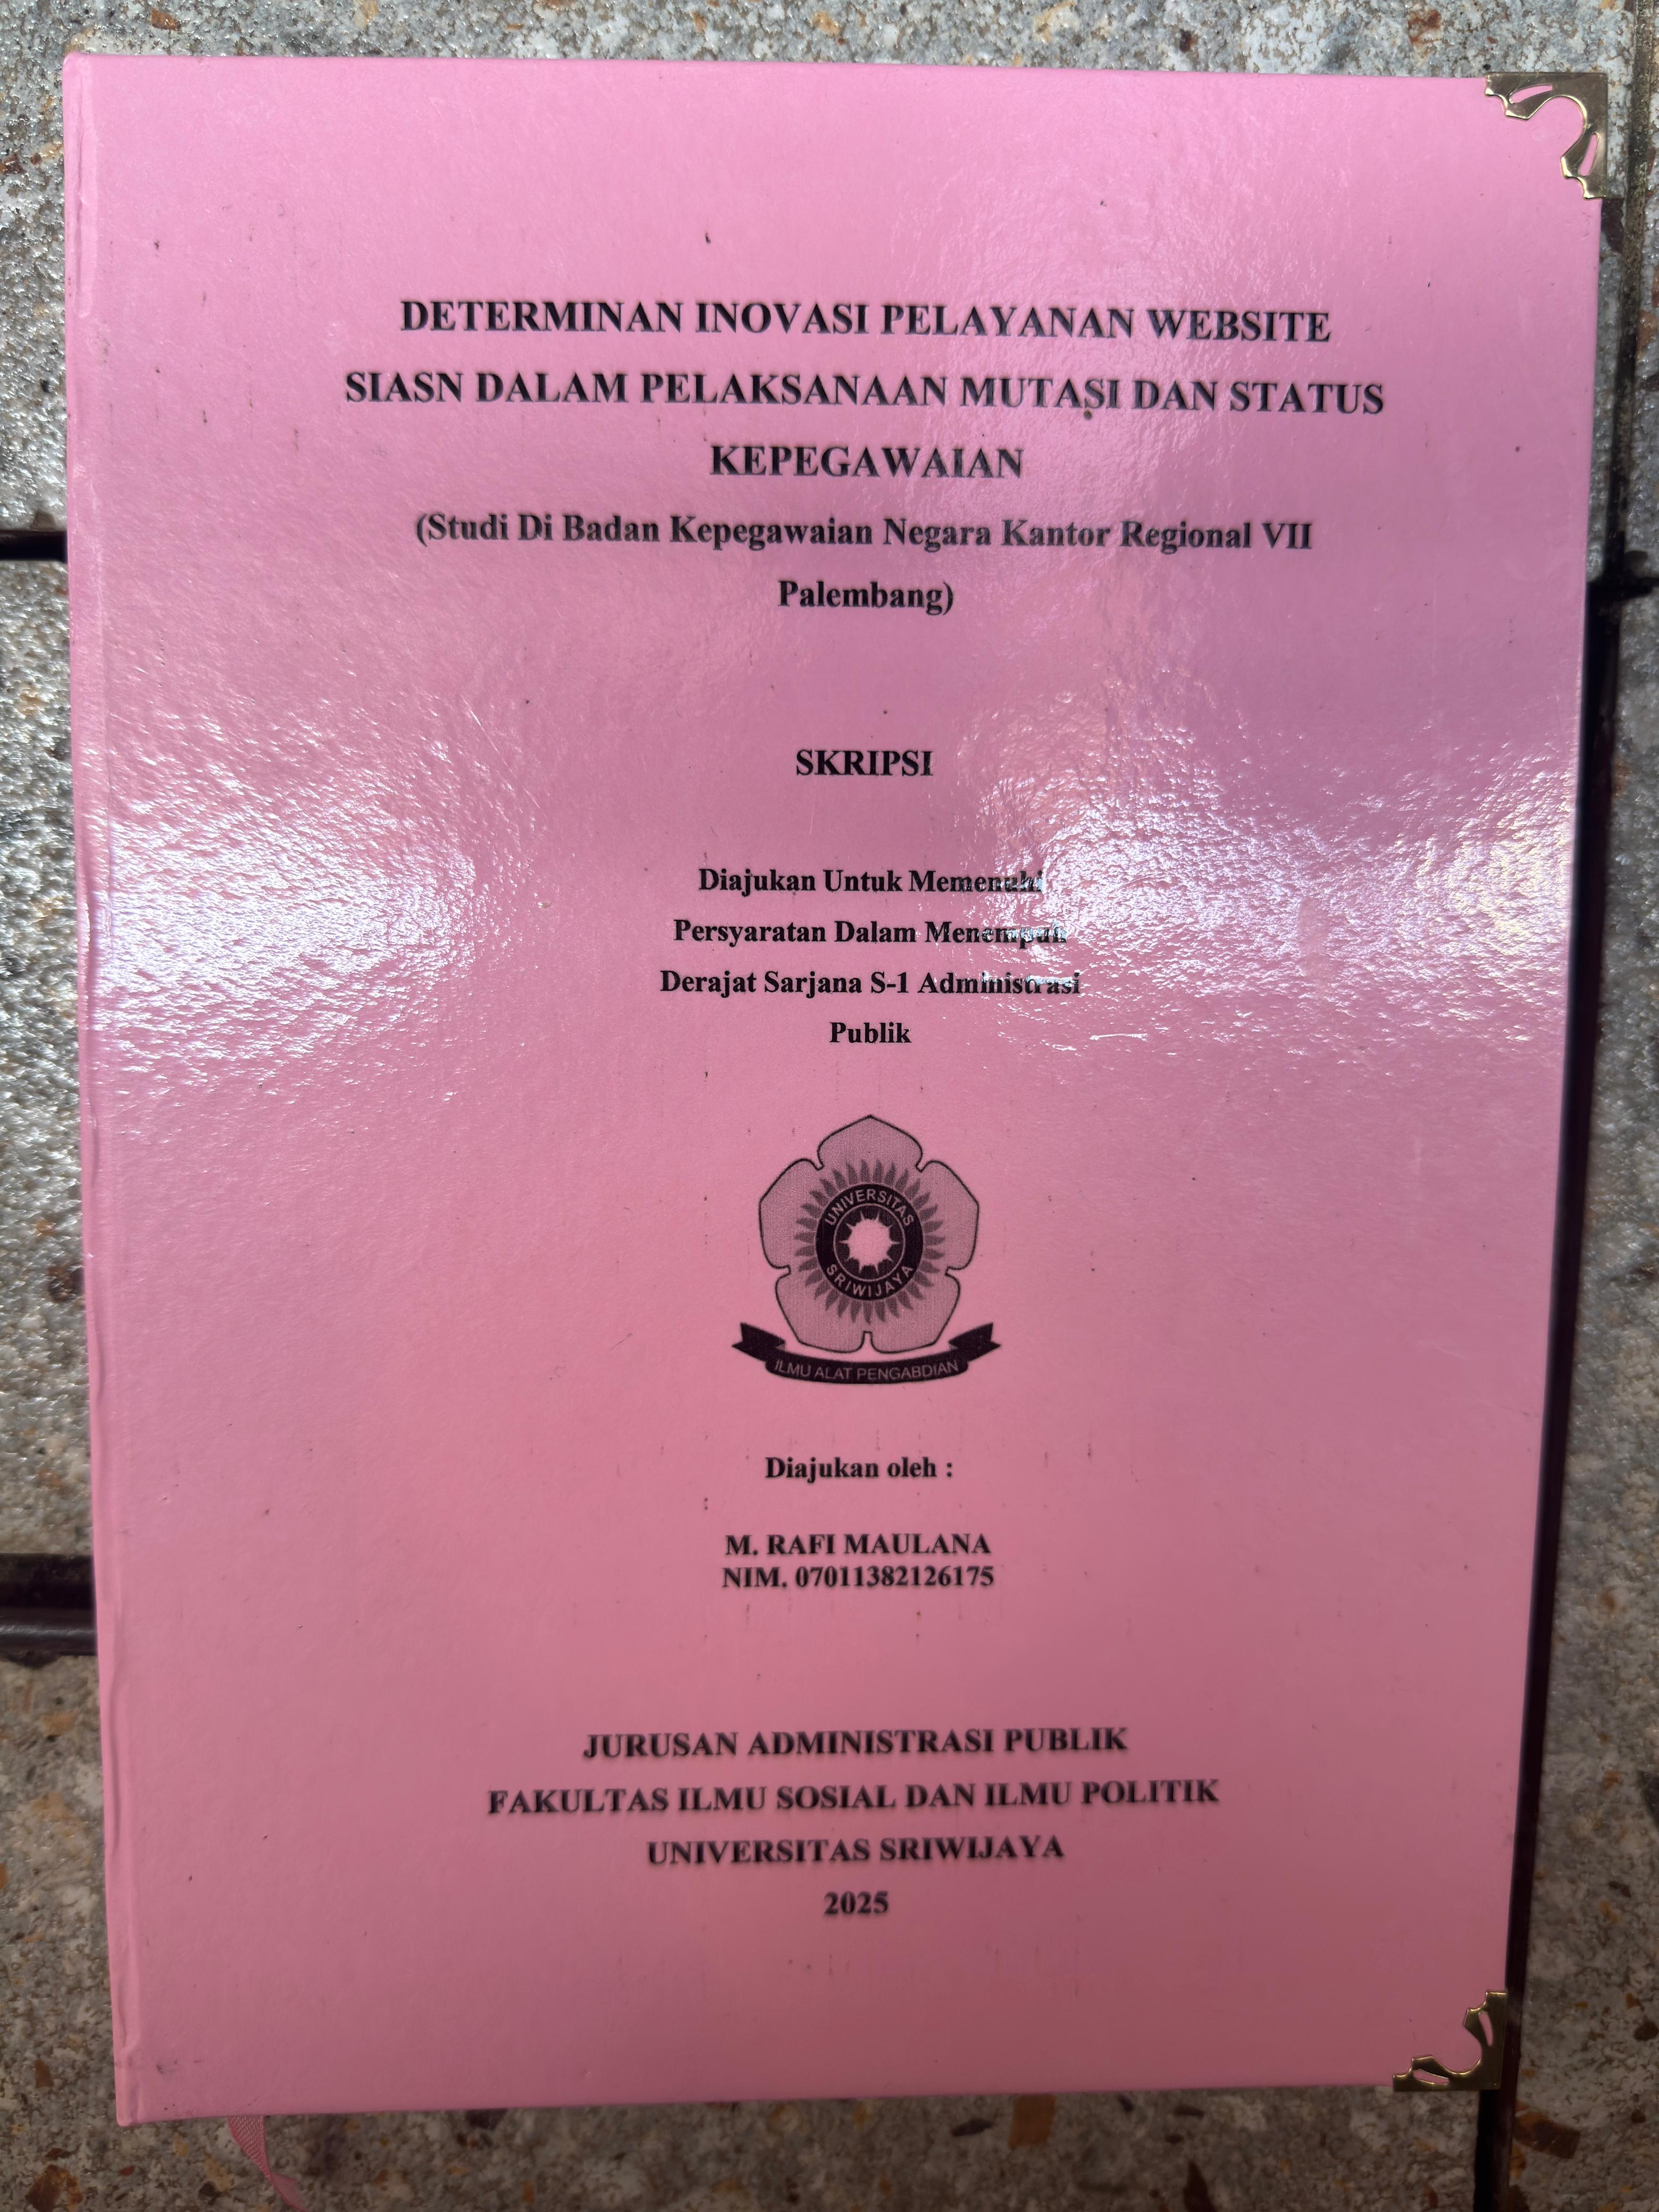 DETERMINAN INOVASI PELAYANAN WEBSITE
SIASN DALAM PELAKSANAAN MUTASI DAN STATUS
KEPEGAWAIAN
(Studi Di Badan Kepegawaian Negara Kantor Regional VII
Palembang)
SKRIPSI
Diajukan Untuk Memenuhi
Persyaratan Dalam Menempuh
Derajat Sarjana S-1 Administrasi
Publik
UNIVERSITAS
SRIWIJAYA
ILMU ALAT PENGABDIAN
Diajukan oleh :
M. RAFI MAULANA
NIM. 07011382126175
JURUSAN ADMINISTRASI PUBLIK
FAKULTAS ILMU SOSIAL DAN ILMU POLITIK
UNIVERSITAS SRIWIJAYA
2025